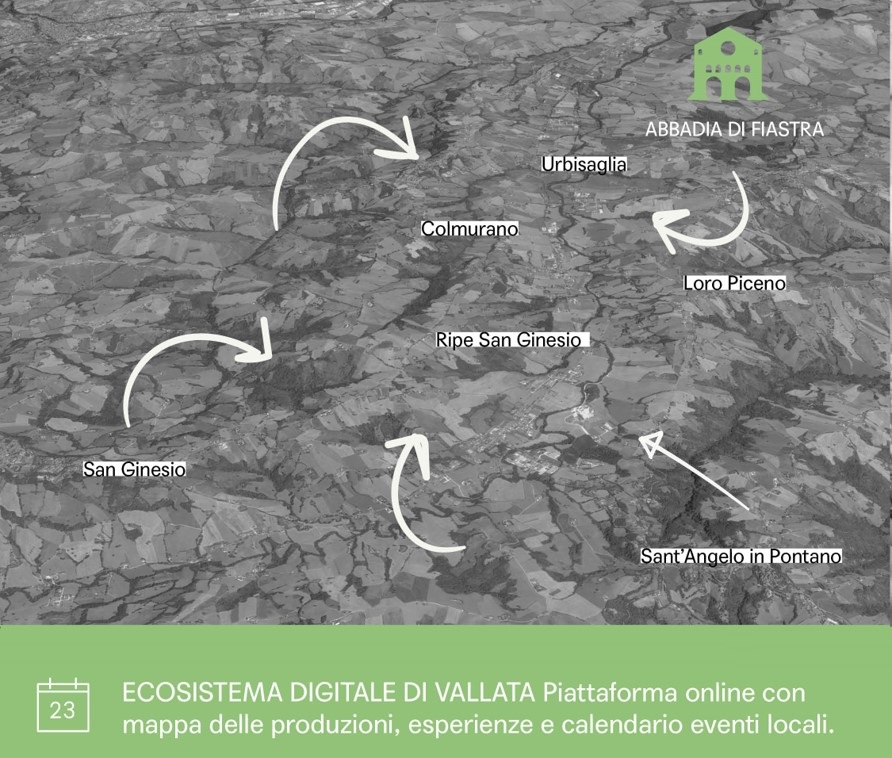 ABBADIA DI FIASTRA
Urbisaglia
Colmurano
Loro Piceno
Ripe San Ginesio
San Ginesio
Sant'Angelo in Pontano
23
ECOSISTEMA DIGITALE DI VALLATA Piattaforma online con
mappa delle produzioni, esperienze e calendario eventi locali.